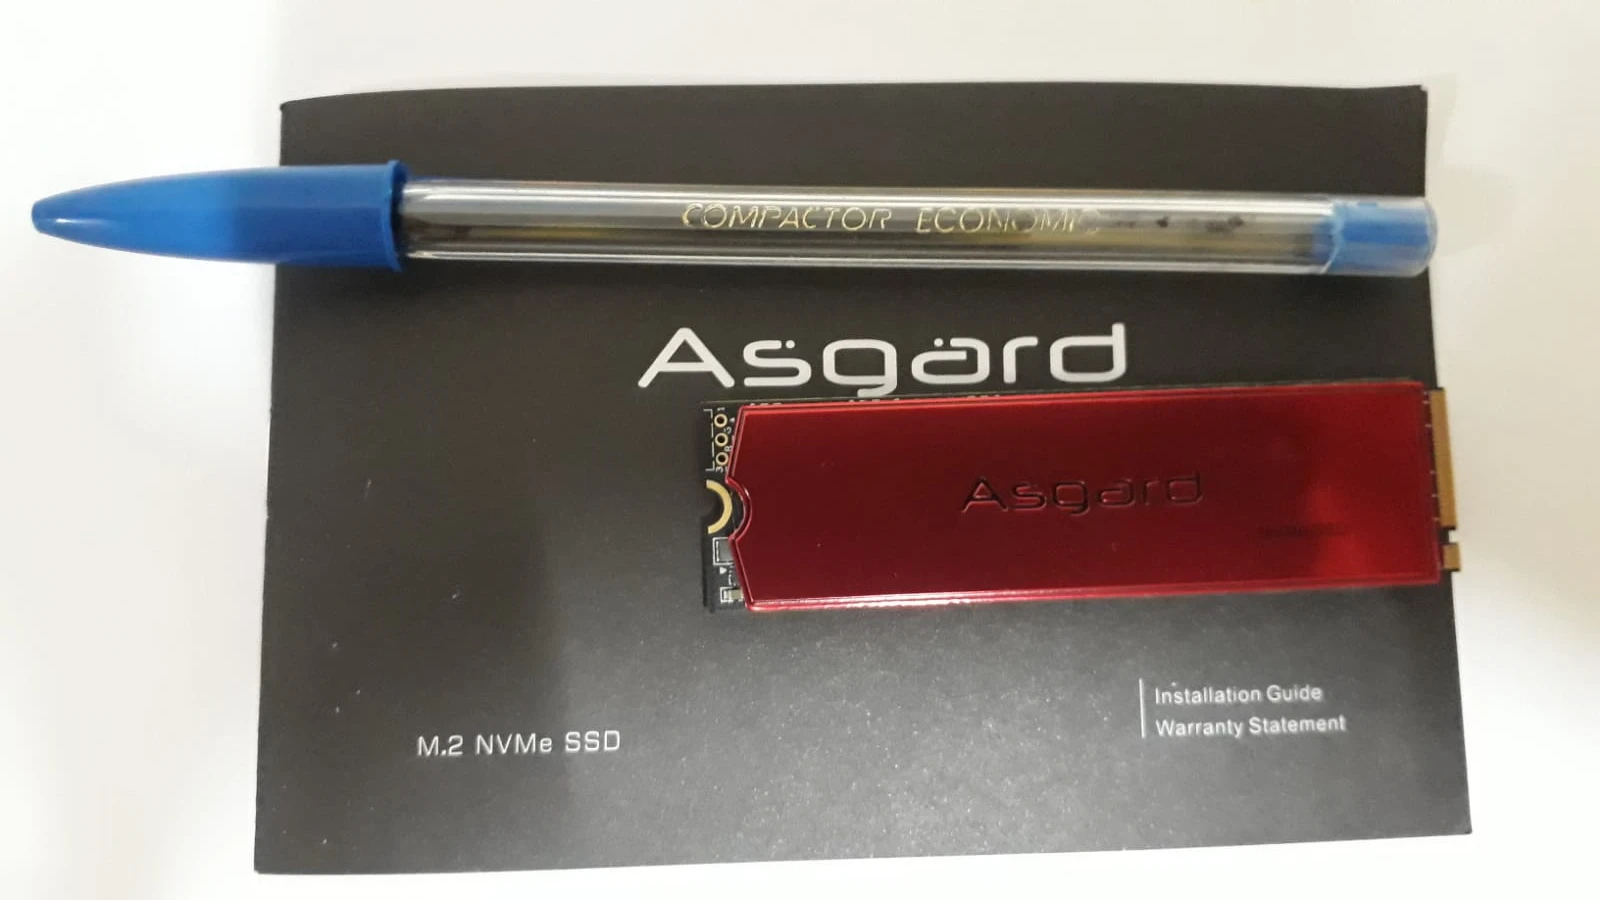 COMPACTOR ECONOMIC
Asgard
Asgard
M.2 NVMe SSD
Installation Guide
Warranty Statement